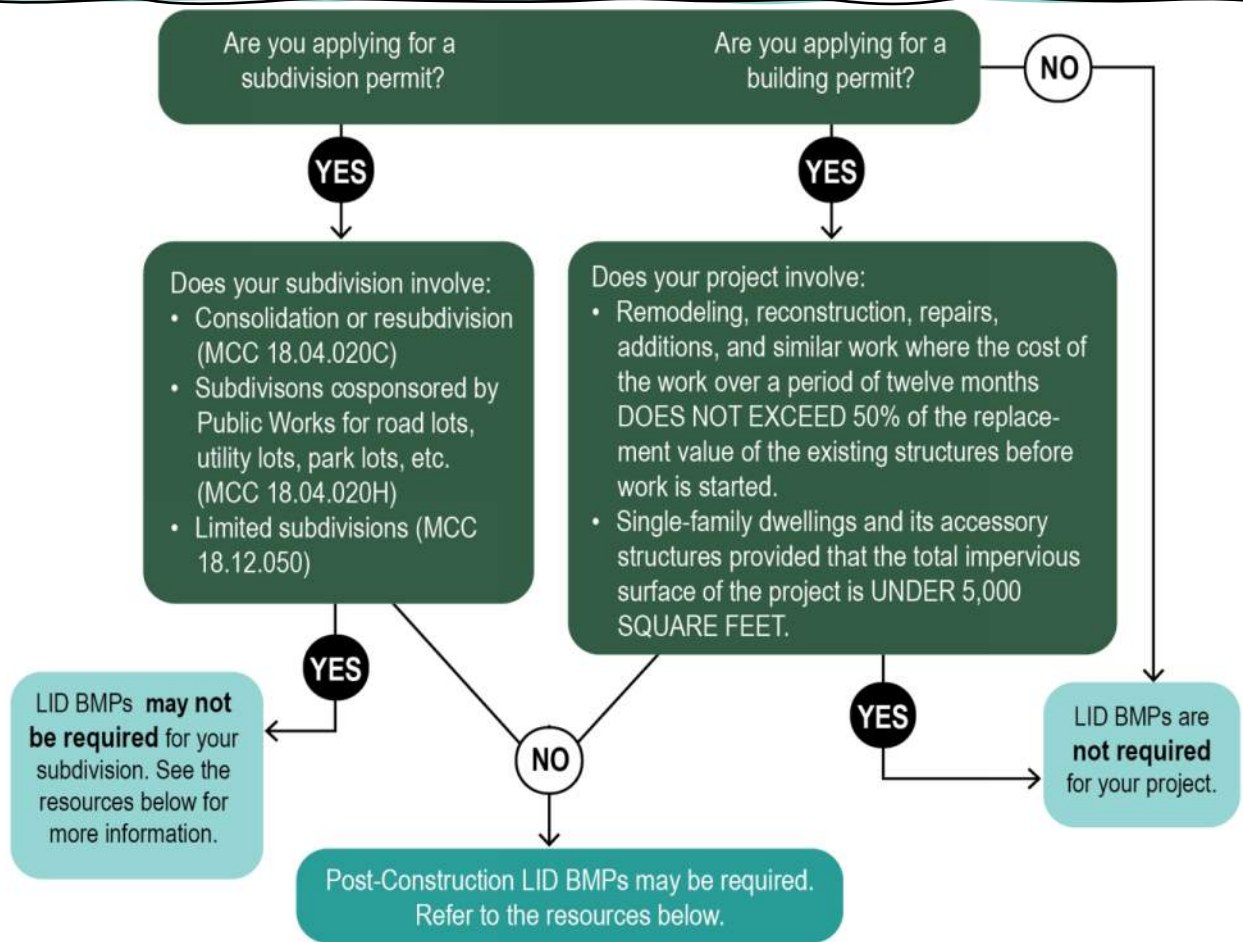 Are you applying for a
subdivision permit?
Are you applying for a
building permit?
NO
YES
YES
Does your subdivision involve:
• Consolidation or resubdivision
(MCC 18.04.020C)
• Subdivisons cosponsored by
Public Works for road lots,
utility lots, park lots, etc.
(MCC 18.04.020H)
• Limited subdivisions (MCC
18.12.050)
Does your project involve:
• Remodeling, reconstruction, repairs,
additions, and similar work where the cost of
the work over a period of twelve months
DOES NOT EXCEED 50% of the replace-
ment value of the existing structures before
work is started.
• Single-family dwellings and its accessory
structures provided that the total impervious
surface of the project is UNDER 5,000
SQUARE FEET.
YES
LID BMPs may not
be required for your
subdivision. See the
resources below for
more information.
NO
YES
LID BMPs are
not required
for your project.
Post-Construction LID BMPs may be required.
Refer to the resources below.